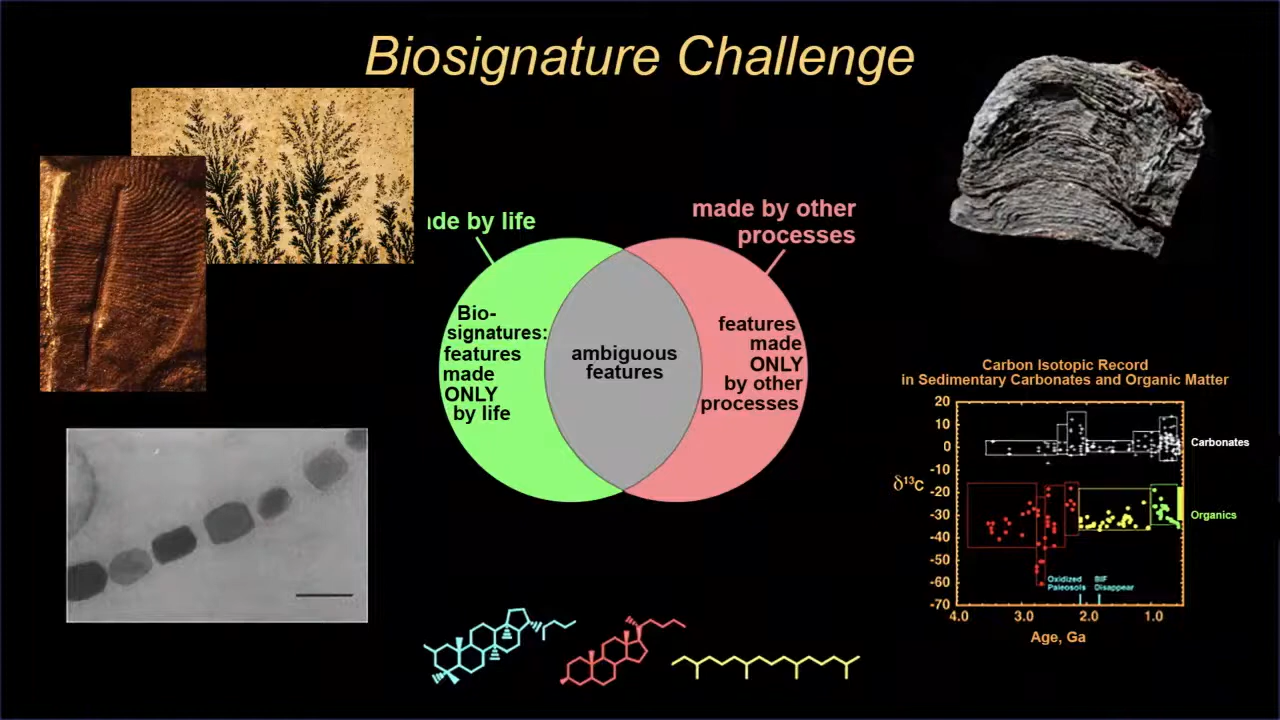 Biosignature Challenge
ade by life
made by other
processes
Bio-
signatures:
features
made
ONLY
by life
ambiguous
features
features
made
ONLY
by other
processes
Carbon Isotopic Record
in Sedimentary Carbonates and Organic Matter
20
10
0
-10
-20
-30
-40
-50
-60
-70
δ¹³C
Carbonates
Organics
Oxidized
Paleosols
BIF
Disappear
4.0 3.0 2.0 1.0
Age, Ga